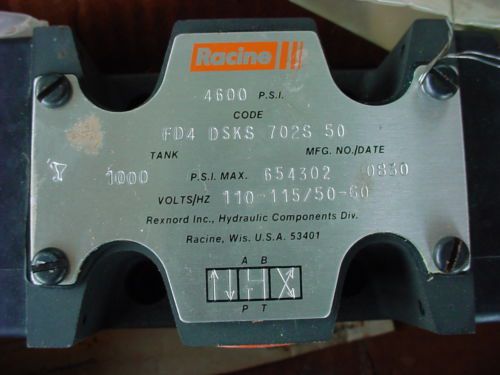 Racine
4600 P.S.I.
CODE
FD4 DSKS 702S 50
TANK MFG. NO./DATE
1000 P.S.I. MAX. 654302 0830
VOLTS/HZ 110-115/50-60
Rexnord Inc., Hydraulic Components Div.
Racine, Wis. U.S.A. 53401
A B
P T